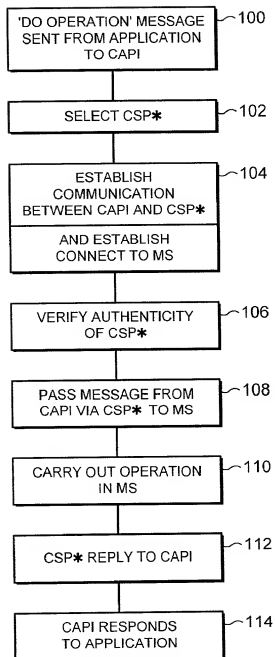 'DO OPERATION' MESSAGE
SENT FROM APPLICATION
TO CAPI
100
SELECT CSP*
102
ESTABLISH
COMMUNICATION
BETWEEN CAPI AND CSP*
AND ESTABLISH
CONNECT TO MS
104
VERIFY AUTHENTICITY
OF CSP*
106
PASS MESSAGE FROM
CAPI VIA CSP* TO MS
108
CARRY OUT OPERATION
IN MS
110
CSP* REPLY TO CAPI
112
CAPI RESPONDS
TO APPLICATION
114